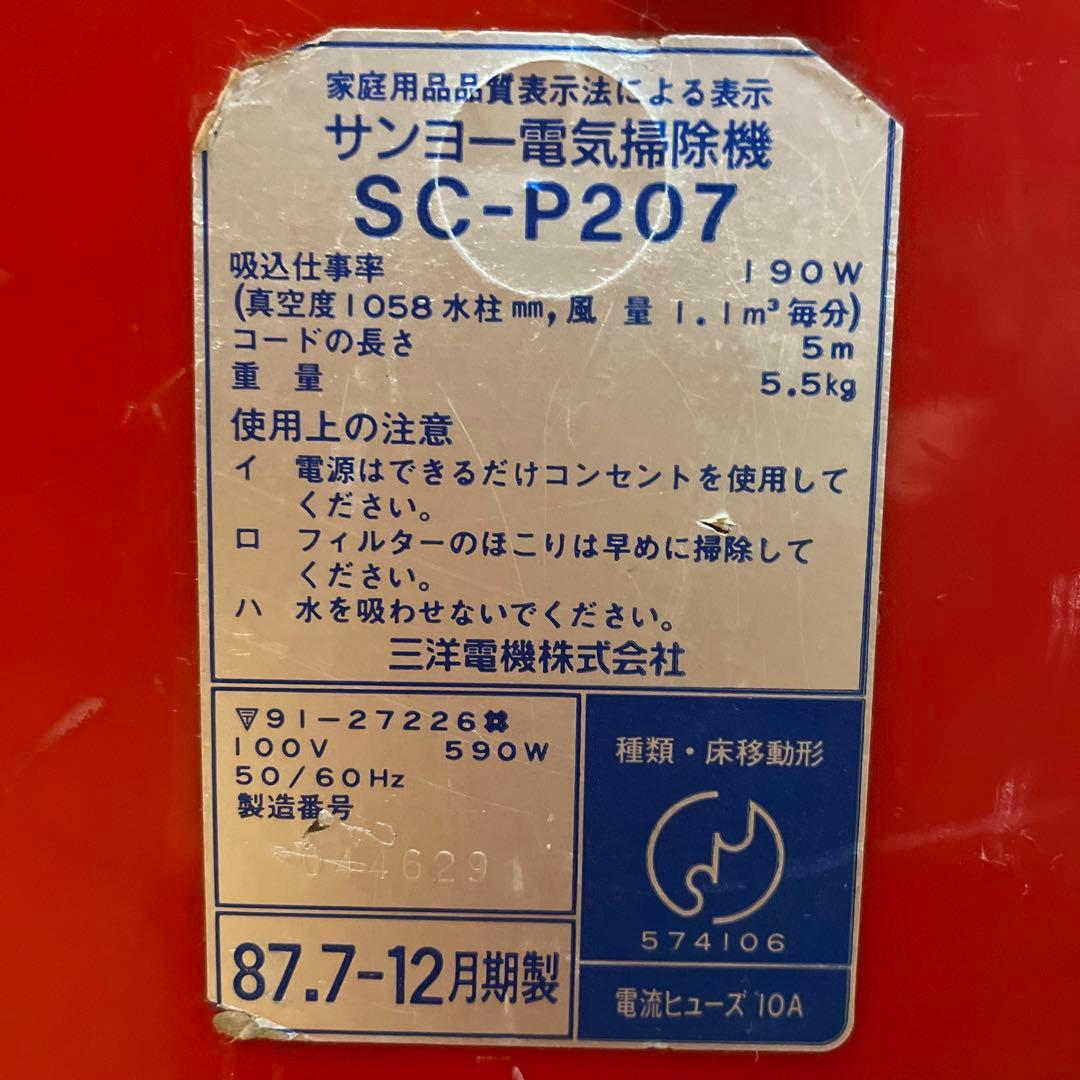 家庭用品品質表示法による表示
サンヨー電気掃除機
SC-P207
吸込仕事率 190W
(真空度1058水柱mm,風 量 1.1m³毎分)
コードの長さ 5m
重 量 5.5kg
使用上の注意
イ 電源はできるだけコンセントを使用して
ください。
ロ フィルターのほこりは早めに掃除して
ください。
ハ 水を吸わせないでください。
三洋電機株式会社
91-27226
100V 590W
50/60Hz
製造番号
044629
87.7-12月期製
種類・床移動形
574106
電流ヒューズ 10A